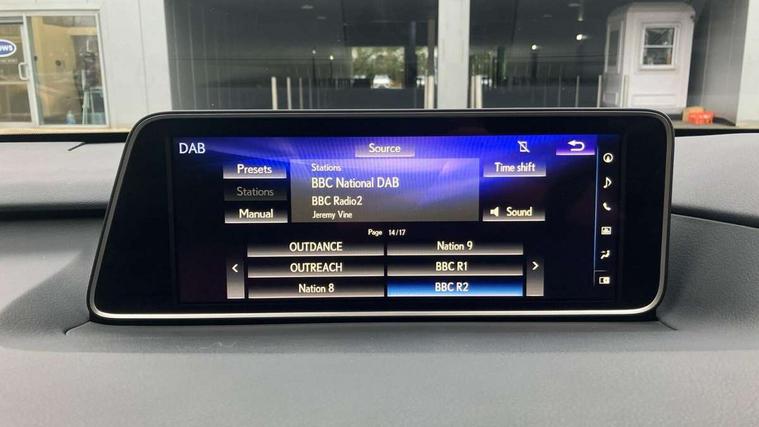 DAB
Source
Presets
Stations
Time shift
Stations
BBC National DAB
BBC Radio2
Manual
Jeremy Vine
Sound
Page 14/17
OUTDANCE
Nation 9
OUTREACH
BBC R1
Nation 8
BBC R2